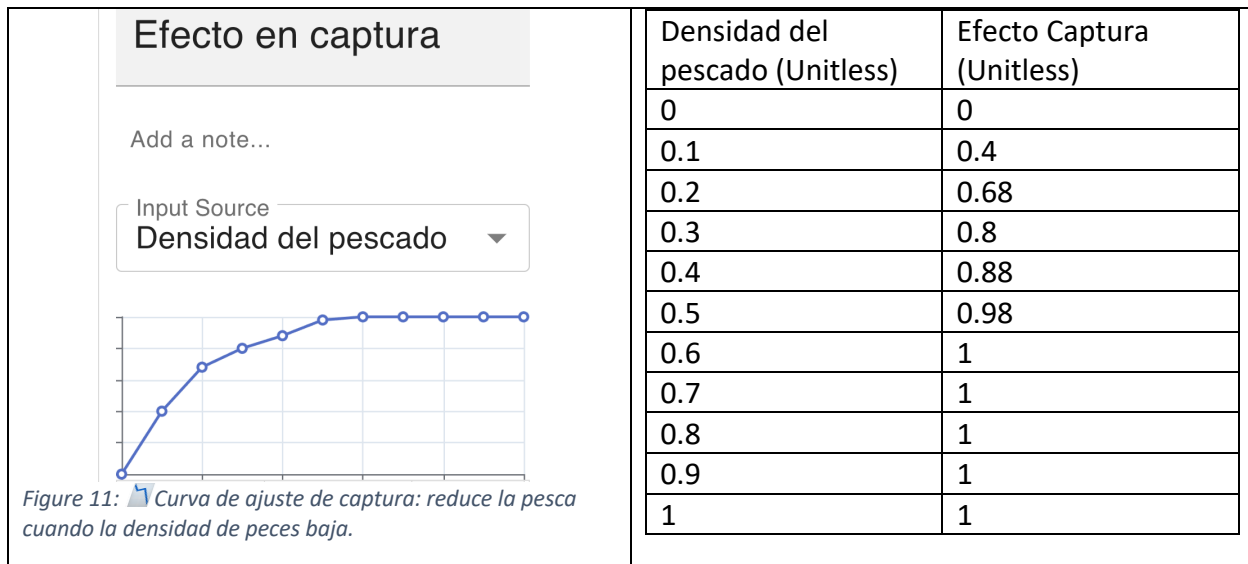 Efecto en captura
Add a note...
Input Source
Densidad del pescado
Figure 11: Curva de ajuste de captura: reduce la pesca
cuando la densidad de peces baja.
Densidad del
pescado (Unitless)
Efecto Captura
(Unitless)
0 0
0.1 0.4
0.2 0.68
0.3 0.8
0.4 0.88
0.5 0.98
0.6 1
0.7 1
0.8 1
0.9 1
1 1